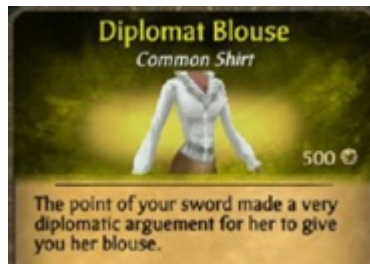 Diplomat Blouse
Common Shirt
500
The point of your sword made a very
diplomatic arguement for her to give
you her blouse.